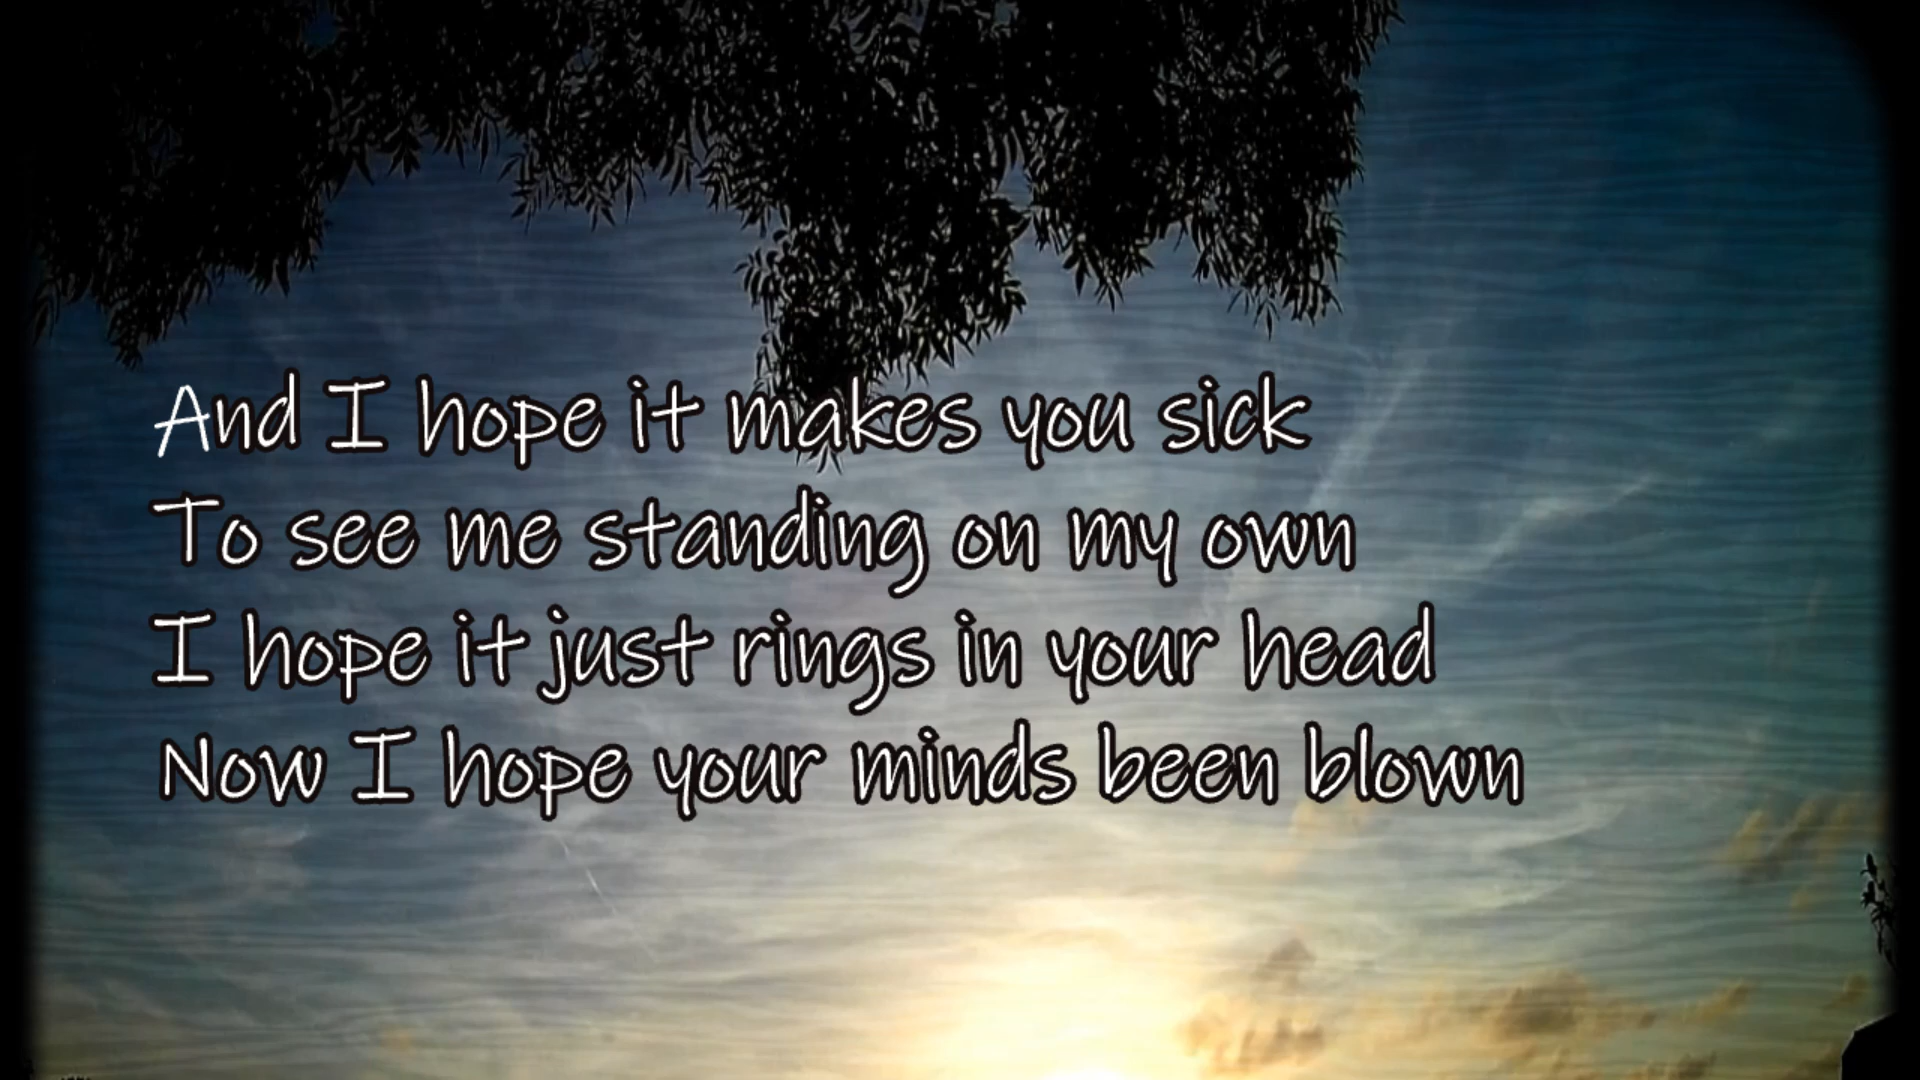 And I hope it makes you sick
To see me standing on my own
I hope it just rings in your head
Now I hope your minds been blown